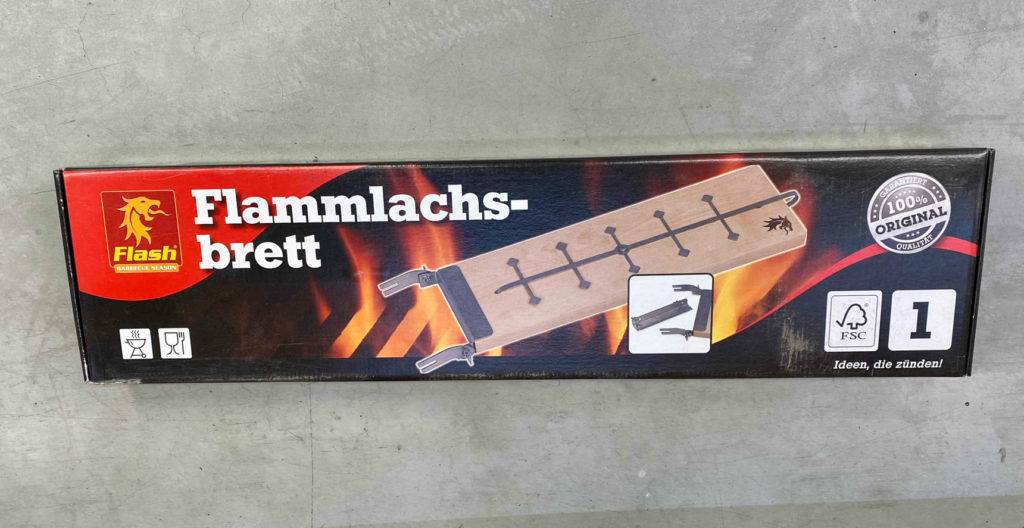 Flash®
BARBECUE SEASON
Flammlachs-
brett
GARANTIERT
100%
ORIGINAL
QUALITÄT
FSC
1
Ideen, die zünden!